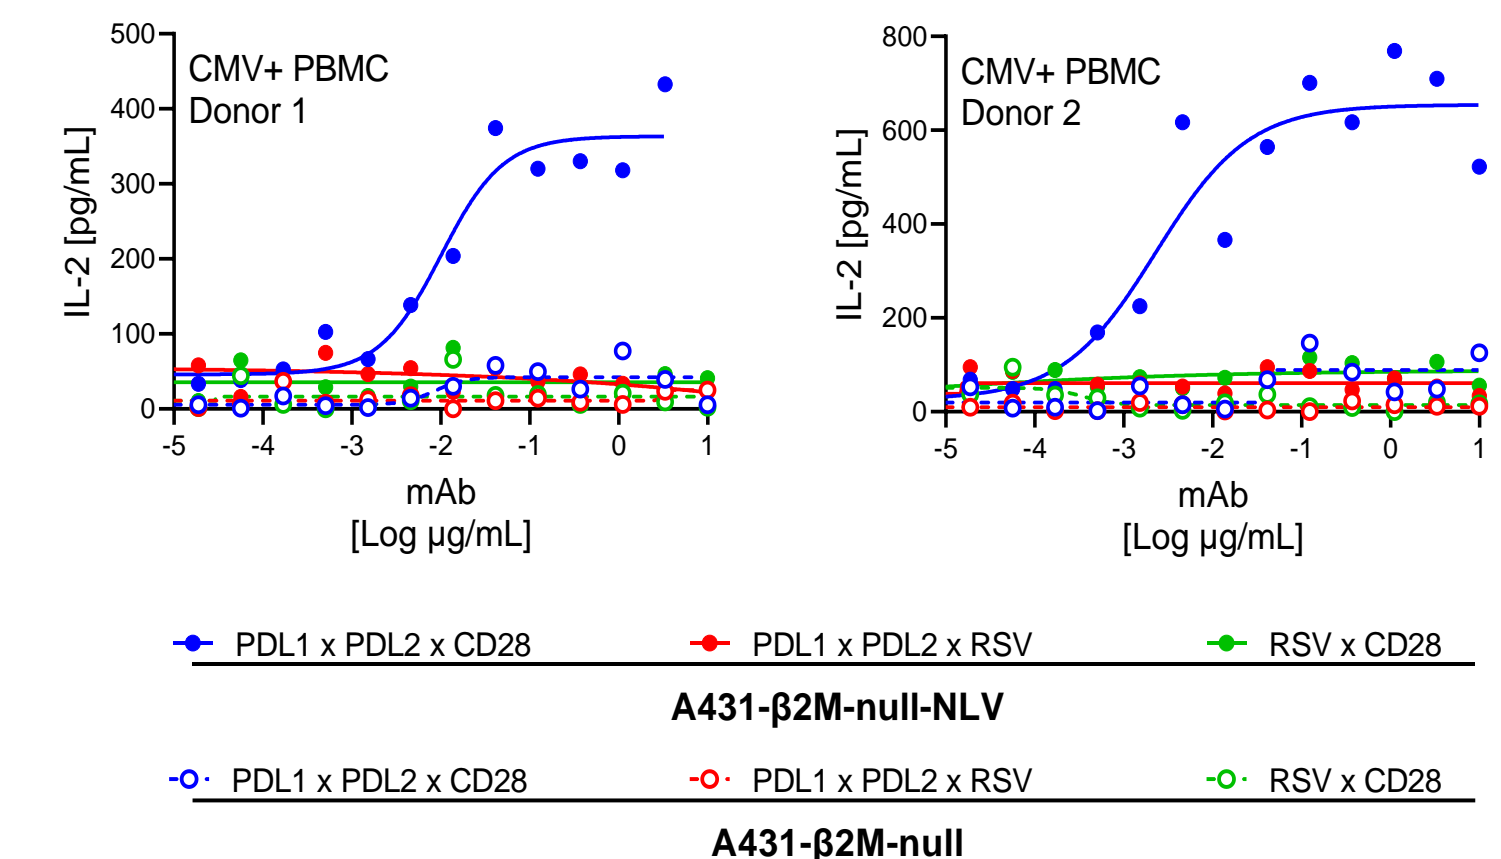 500
400
300
200
100
0
IL-2 [pg/mL]
CMV+ PBMC
Donor 1
-5 -4 -3 -2 -1 0 1
mAb
[Log µg/mL]
800
600
400
200
0
IL-2 [pg/mL]
CMV+ PBMC
Donor 2
-5 -4 -3 -2 -1 0 1
mAb
[Log µg/mL]
PDL1 x PDL2 x CD28 PDL1 x PDL2 x RSV RSV x CD28
A431-β2M-null-NLV
PDL1 x PDL2 x CD28 PDL1 x PDL2 x RSV RSV x CD28
A431-β2M-null